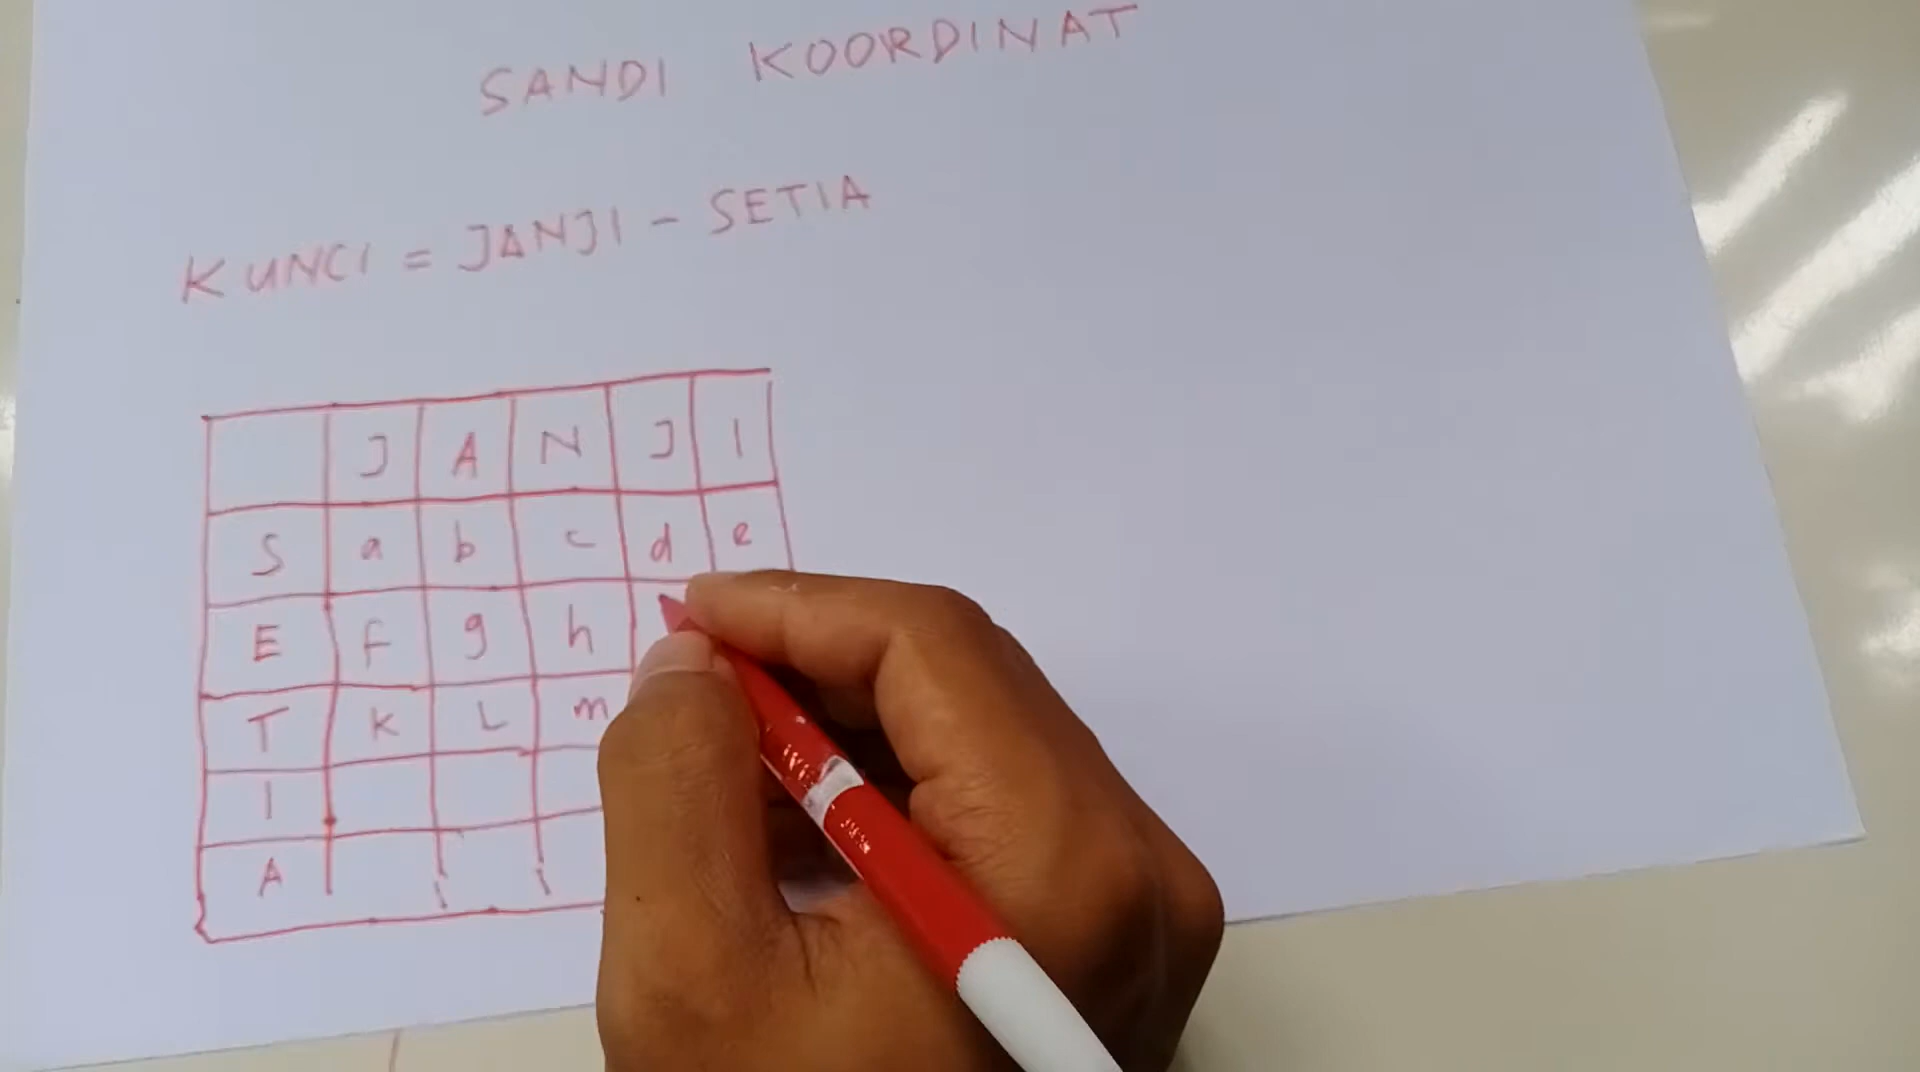 SANDI KOORDINAT
KUNCI = JANJI - SETIA
J A N J I
S a b c d e
E f g h
T K L m
I
A